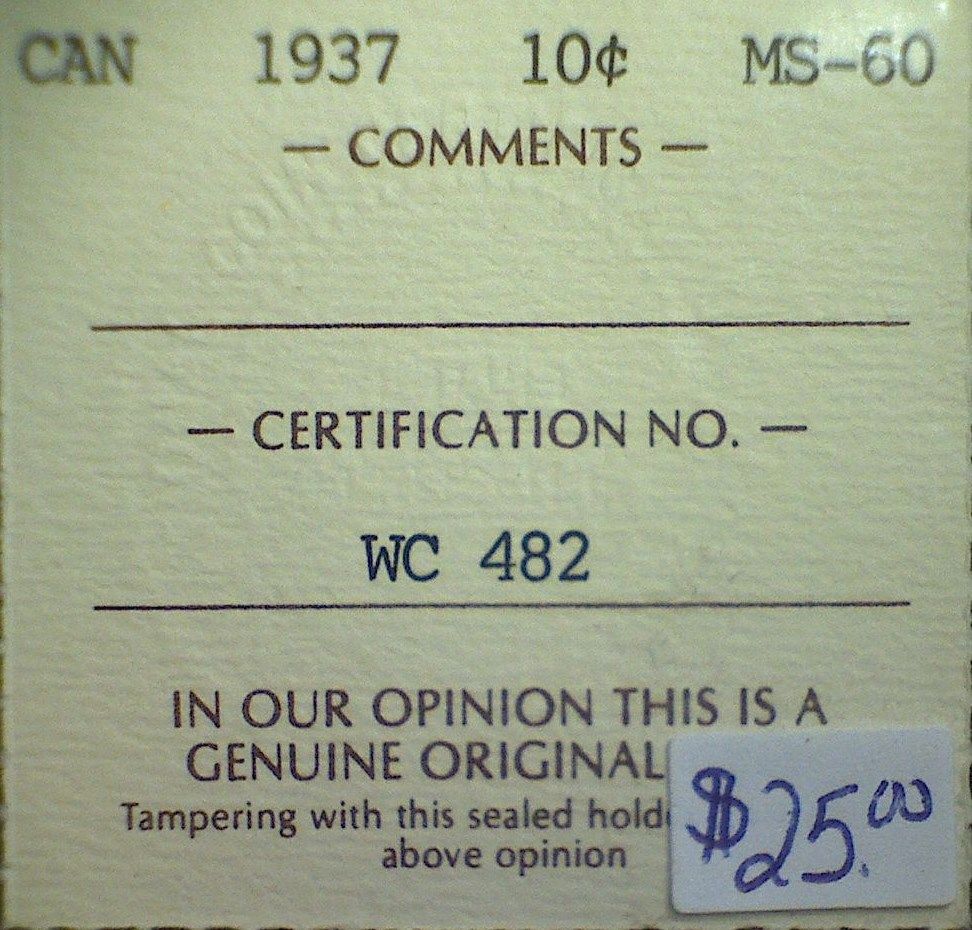 CAN 1937 10¢ MS-60
— COMMENTS —
— CERTIFICATION NO. —
WC 482
IN OUR OPINION THIS IS A
GENUINE ORIGINAL
Tampering with this sealed
above opinion
$25.00